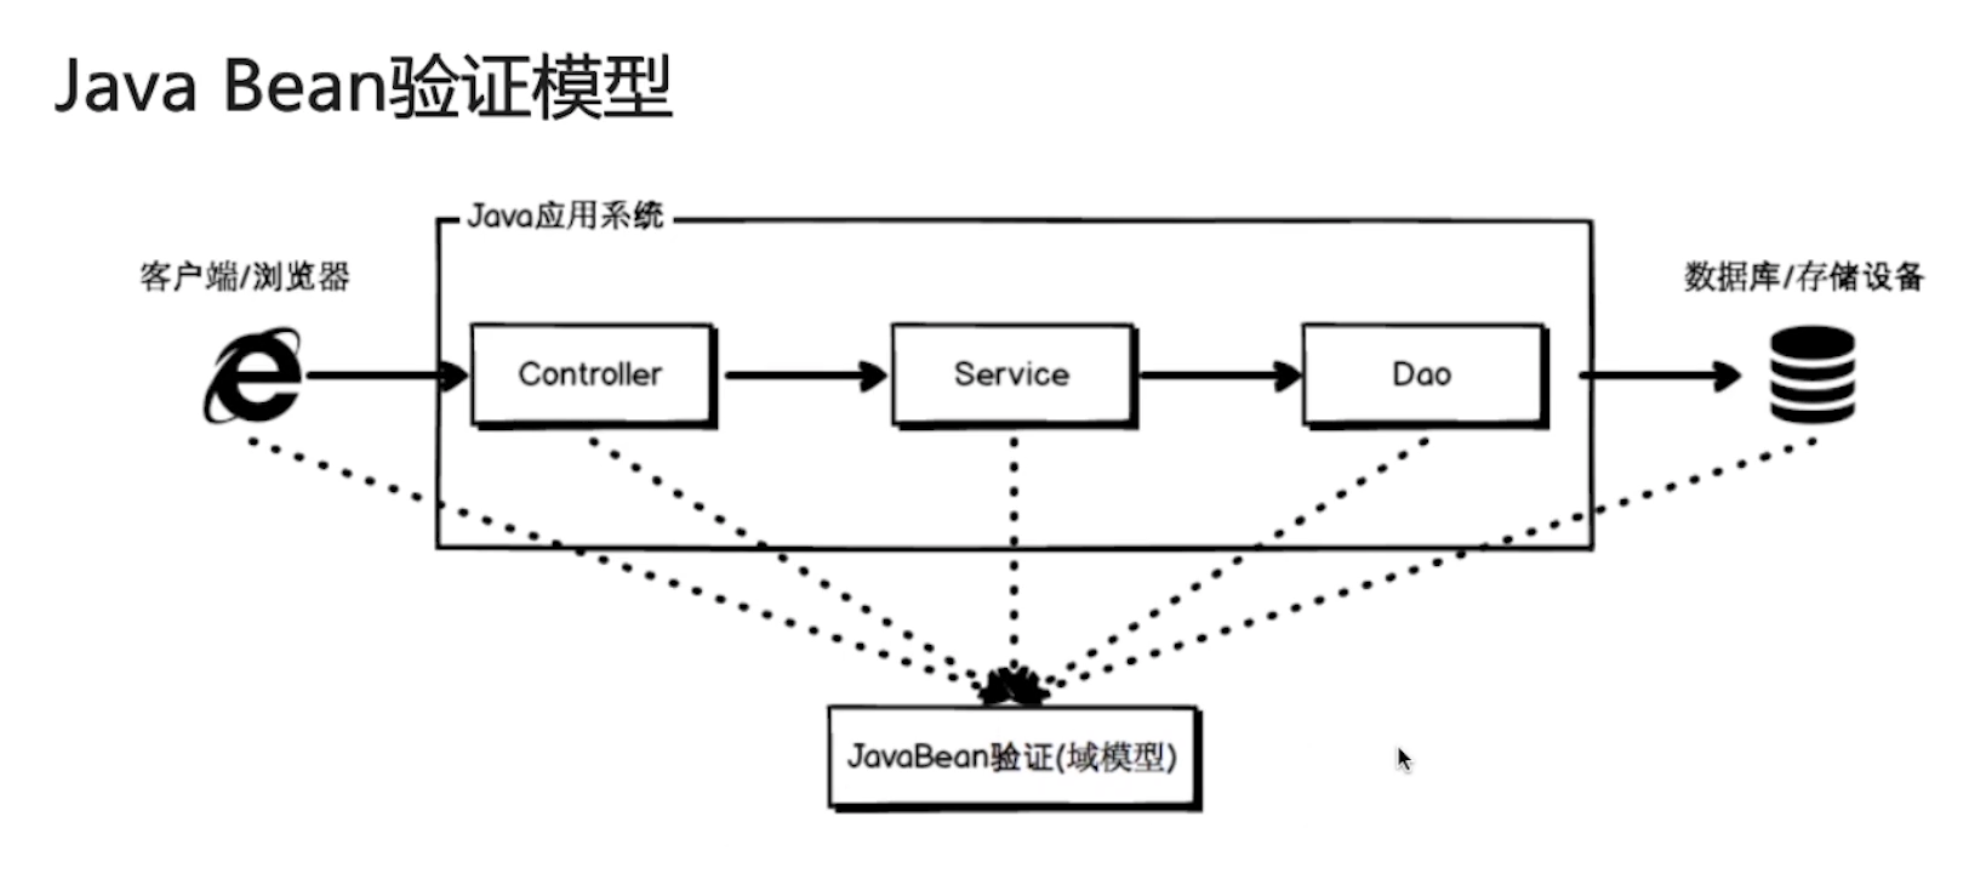 Java Bean验证模型
Java应用系统
客户端/浏览器
数据库/存储设备
Controller
Service
Dao
JavaBean验证(域模型)